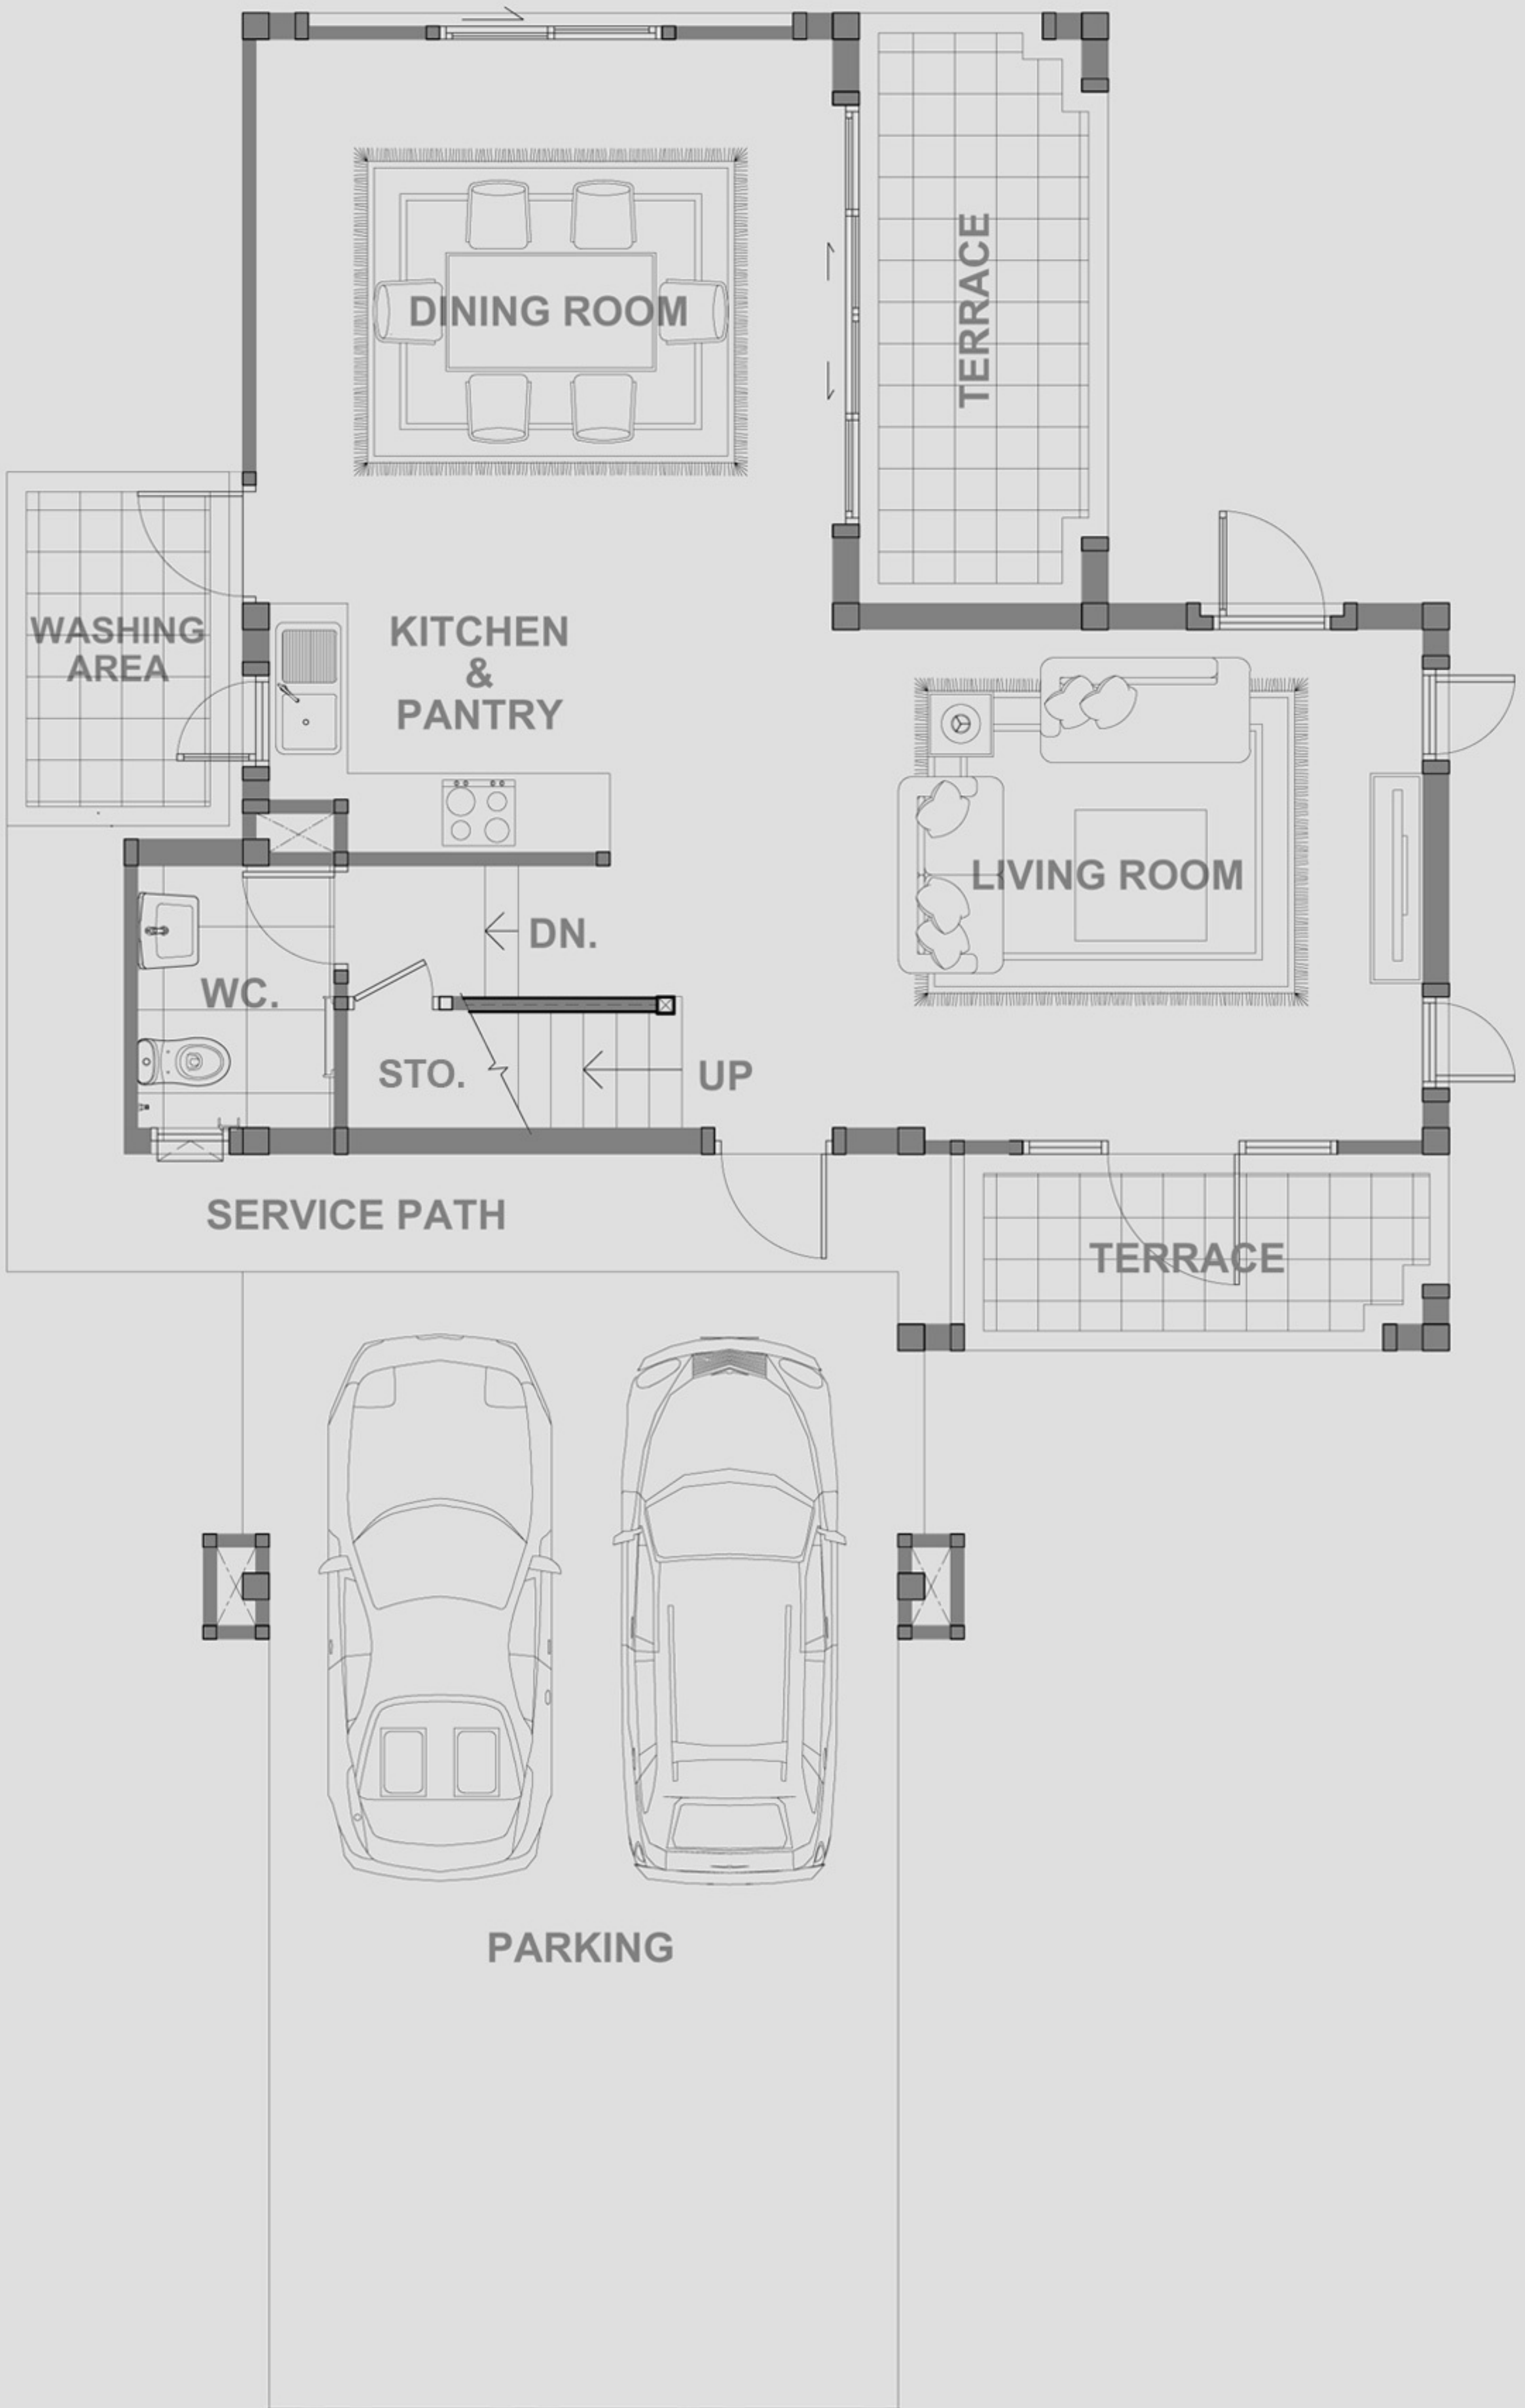 DINING ROOM
TERRACE
WASHING
AREA
KITCHEN
&
PANTRY
LIVING ROOM
DN.
WC.
STO.
UP
SERVICE PATH
TERRACE
PARKING